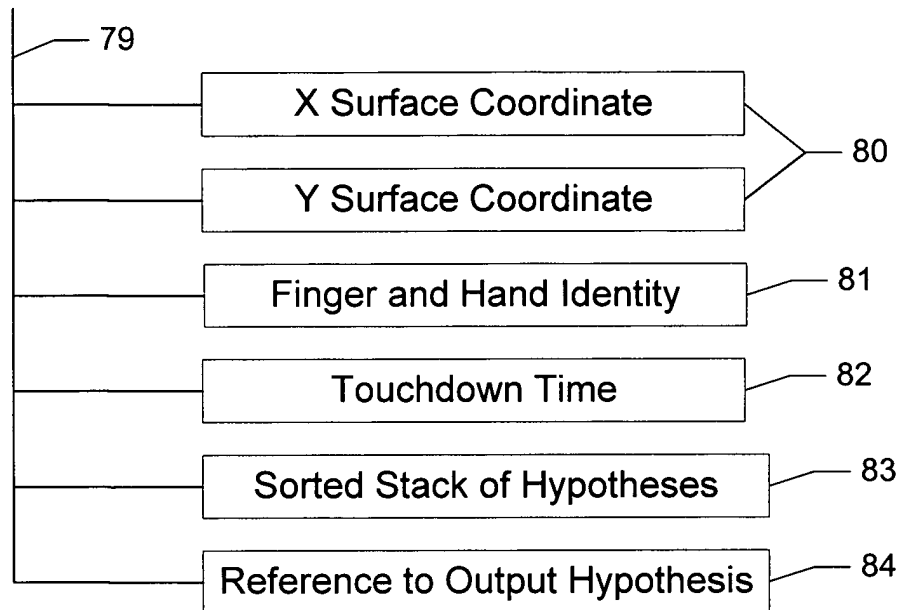 79
X Surface Coordinate
80
Y Surface Coordinate
Finger and Hand Identity
81
Touchdown Time
82
Sorted Stack of Hypotheses
83
Reference to Output Hypothesis
84